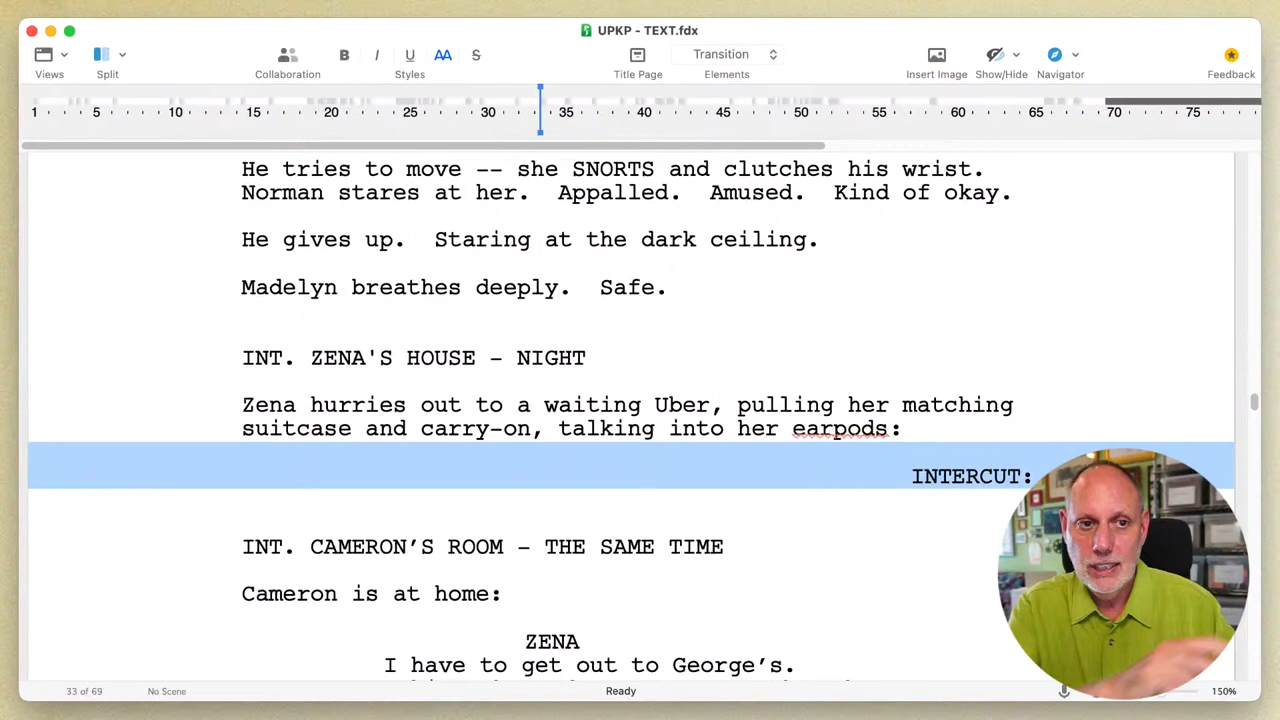 UPKP - TEXT.fdx
Views
Split
Collaboration
B I U AA S
Styles
Title Page
Transition
Elements
Insert Image
Show/Hide
Navigator
Feedback
1 5 10 15 20 25 30 35 40 45 50 55 60 65 70 75
He tries to move -- she SNORTS and clutches his wrist.
Norman stares at her. Appalled. Amused. Kind of okay.
He gives up. Staring at the dark ceiling.
Madelyn breathes deeply. Safe.
INT. ZENA'S HOUSE - NIGHT
Zena hurries out to a waiting Uber, pulling her matching
suitcase and carry-on, talking into her earpods:
INTERCUT:
INT. CAMERON’S ROOM - THE SAME TIME
Cameron is at home:
ZENA
I have to get out to George’s.
33 of 69
No Scene
Ready
150%